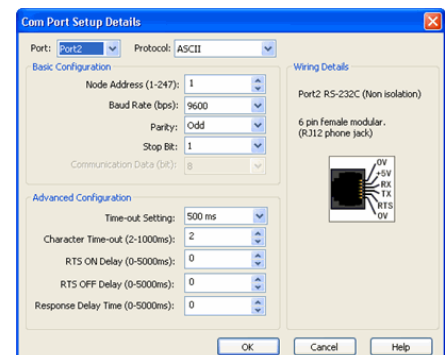 Com Port Setup Details
Port: Port2 Protocol: ASCII
Basic Configuration
Node Address (1-247): 1
Baud Rate (bps): 9600
Parity: Odd
Stop Bit: 1
Communication Data (bit): 8
Advanced Configuration
Time-out Setting: 500 ms
Character Time-out (2-1000ms): 2
RTS ON Delay (0-5000ms): 0
RTS OFF Delay (0-5000ms): 0
Response Delay Time (0-5000ms): 0
Wiring Details
Port2 RS-232C (Non isolation)
6 pin female modular.
(RJ12 phone jack)
0V
+5V
RX
TX
RTS
0V
OK Cancel Help